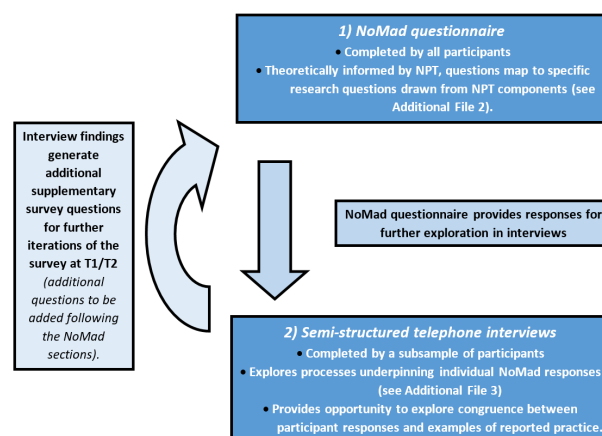 1) NoMad questionnaire
• Completed by all participants
• Theoretically informed by NPT, questions map to specific
research questions drawn from NPT components (see
Additional File 2).
Interview findings
generate
additional
supplementary
survey questions
for further
iterations of the
survey at T1/T2
(additional
questions to be
added following
the NoMad
sections).
NoMad questionnaire provides responses for
further exploration in interviews
2) Semi-structured telephone interviews
• Completed by a subsample of participants
• Explores processes underpinning individual NoMad responses
(see Additional File 3)
• Provides opportunity to explore congruence between
participant responses and examples of reported practice.